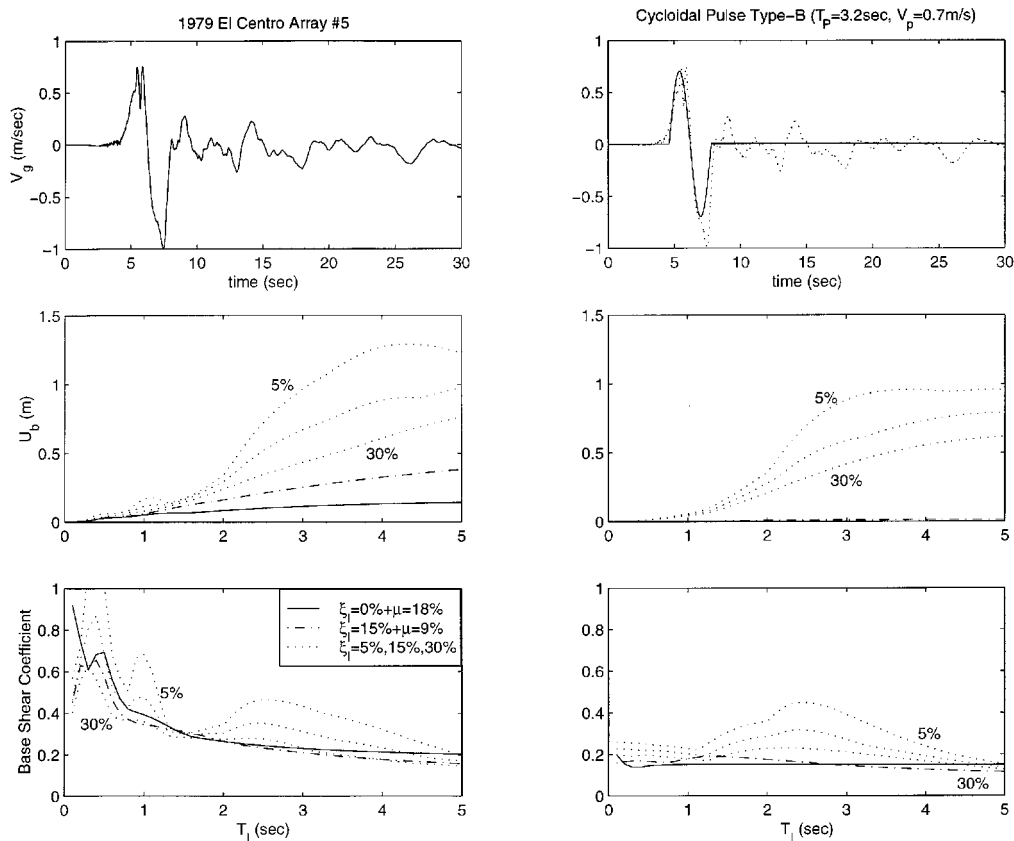 1979 El Centro Array #5
1
0.5
0
−0.5
−1
V_g (m/sec)
0 5 10 15 20 25 30
time (sec)
Cycloidal Pulse Type−B (T_P=3.2sec, V_p=0.7m/s)
1
0.5
0
−0.5
−1
0 5 10 15 20 25 30
time (sec)
1.5
1
0.5
0
U_b (m)
5%
30%
0 1 2 3 4 5
1.5
1
0.5
0
5%
30%
0 1 2 3 4 5
1
0.8
0.6
0.4
0.2
0
Base Shear Coefficient
ξ_I=0%+μ=18%
ξ_I=15%+μ=9%
ξ_I=5%,15%,30%
5%
30%
0 1 2 3 4 5
T_I (sec)
1
0.8
0.6
0.4
0.2
0
5%
30%
0 1 2 3 4 5
T_I (sec)